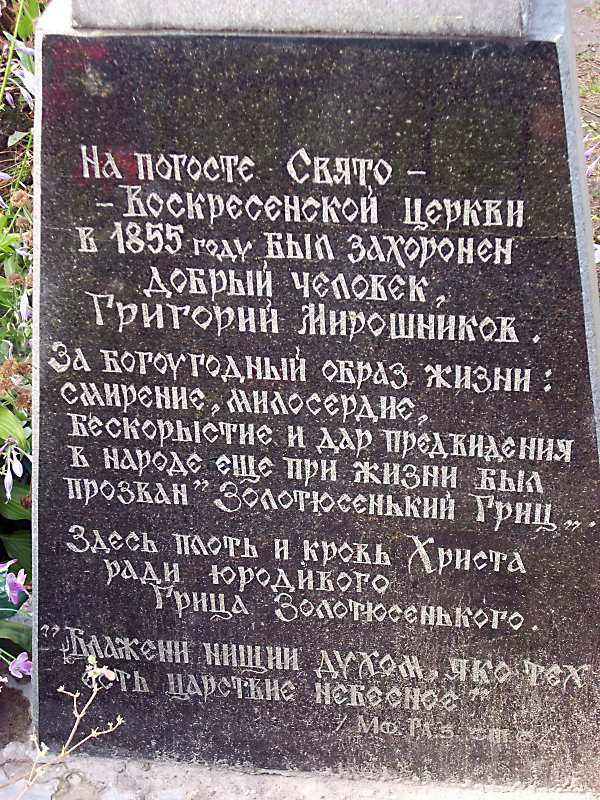 На погосте Свято –
– Воскресенской церкви
в 1855 году был захоронен
добрый человек,
Григорий Мирошников.
За богоугодный образ жизни:
смирение, милосердие,
бескорыстие и дар предвидения
в народе еще при жизни был
прозван "Золотюсенький Гриц".
Здесь плоть и кровь Христа
ради юродивого
Грица Золотюсенького.
"Блажени нищии духом, яко тех
есть царствие небесное"
/ Мф.